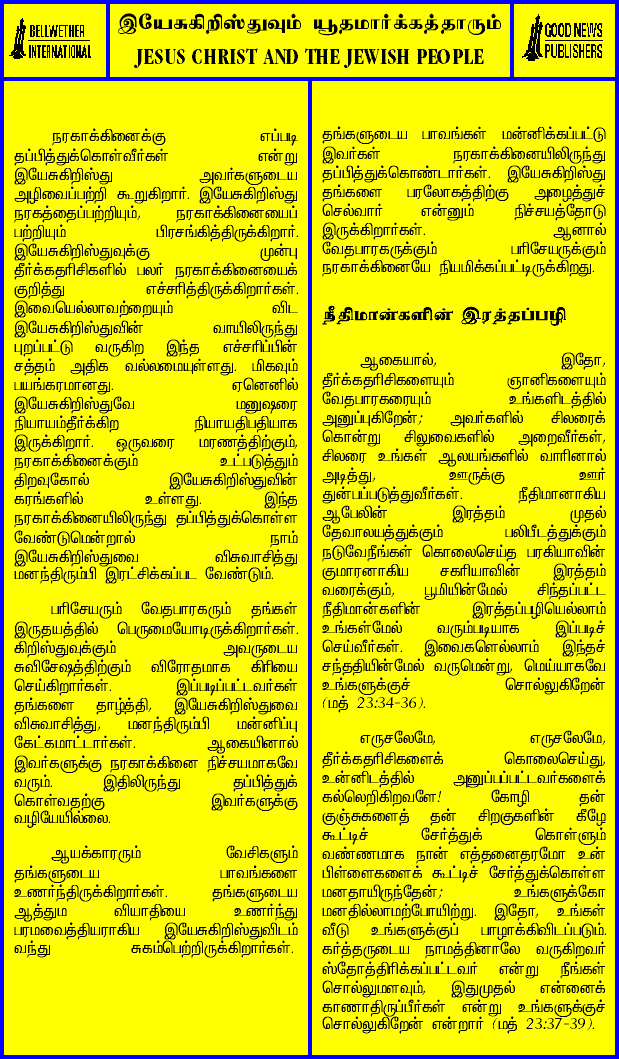 BELLWETHER
INTERNATIONAL
இயேசுகிறிஸ்துவும் யூதமார்க்கத்தாரும்
JESUS CHRIST AND THE JEWISH PEOPLE
GOOD NEWS
PUBLISHERS
நரகாக்கினைக்கு எப்படி
தப்பித்துக்கொள்வீர்கள் என்று
இயேசுகிறிஸ்து அவர்களுடைய
அழிவைப்பற்றி கூறுகிறார். இயேசுகிறிஸ்து
நரகத்தைப்பற்றியும், நரகாக்கினையைப்
பற்றியும் பிரசங்கித்திருக்கிறார்.
இயேசுகிறிஸ்துவுக்கு முன்பு
தீர்க்கதரிசிகளில் பலர் நரகாக்கினையைக்
குறித்து எச்சரித்திருக்கிறார்கள்.
இவையெல்லாவற்றையும் விட
இயேசுகிறிஸ்துவின் வாயிலிருந்து
புறப்பட்டு வருகிற இந்த எச்சரிப்பின்
சத்தம் அதிக வல்லமையுள்ளது. மிகவும்
பயங்கரமானது. ஏனெனில்
இயேசுகிறிஸ்துவே மனுஷரை
நியாயம்தீர்க்கிற நியாயதிபதியாக
இருக்கிறார். ஒருவரை மரணத்திற்கும்,
நரகாக்கினைக்கும் உட்படுத்தும்
திறவுகோல் இயேசுகிறிஸ்துவின்
கரங்களில் உள்ளது. இந்த
நரகாக்கினையிலிருந்து தப்பித்துக்கொள்ள
வேண்டுமென்றால் நாம்
இயேசுகிறிஸ்துவை விசுவாசித்து
மனந்திரும்பி இரட்சிக்கப்பட வேண்டும்.
பரிசேயரும் வேதபாரகரும் தங்கள்
இருதயத்தில் பெருமையோடிருக்கிறார்கள்.
கிறிஸ்துவுக்கும் அவருடைய
சுவிசேஷத்திற்கும் விரோதமாக கிரியை
செய்கிறார்கள். இப்படிப்பட்டவர்கள்
தங்களை தாழ்த்தி, இயேசுகிறிஸ்துவை
விசுவாசித்து, மனந்திரும்பி மன்னிப்பு
கேட்கமாட்டார்கள். ஆகையினால்
இவர்களுக்கு நரகாக்கினை நிச்சயமாகவே
வரும். இதிலிருந்து தப்பித்துக்
கொள்வதற்கு இவர்களுக்கு
வழியேயில்லை.
ஆயக்காரரும் வேசிகளும்
தங்களுடைய பாவங்களை
உணர்ந்திருக்கிறார்கள். தங்களுடைய
ஆத்தும வியாதியை உணர்ந்து
பரமவைத்தியராகிய இயேசுகிறிஸ்துவிடம்
வந்து சுகம்பெற்றிருக்கிறார்கள்.
தங்களுடைய பாவங்கள் மன்னிக்கப்பட்டு
இவர்கள் நரகாக்கினையிலிருந்து
தப்பித்துக்கொண்டார்கள். இயேசுகிறிஸ்து
தங்களை பரலோகத்திற்கு அழைத்துச்
செல்வார் என்னும் நிச்சயத்தோடு
இருக்கிறார்கள். ஆனால்
வேதபாரகருக்கும் பரிசேயருக்கும்
நரகாக்கினையே நியமிக்கப்பட்டிருக்கிறது.
நீதிமான்களின் இரத்தப்பழி
ஆகையால், இதோ,
தீர்க்கதரிசிகளையும் ஞானிகளையும்
வேதபாரகரையும் உங்களிடத்தில்
அனுப்புகிறேன்; அவர்களில் சிலரைக்
கொன்று சிலுவைகளில் அறைவீர்கள்,
சிலரை உங்கள் ஆலயங்களில் வாரினால்
அடித்து, ஊருக்கு ஊர்
துன்பப்படுத்துவீர்கள். நீதிமானாகிய
ஆபேலின் இரத்தம் முதல்
தேவாலயத்துக்கும் பலிபீடத்துக்கும்
நடுவேநீங்கள் கொலைசெய்த பரகியாவின்
குமாரனாகிய சகரியாவின் இரத்தம்
வரைக்கும், பூமியின்மேல் சிந்தப்பட்ட
நீதிமான்களின் இரத்தப்பழியெல்லாம்
உங்கள்மேல் வரும்படியாக இப்படிச்
செய்வீர்கள். இவைகளெல்லாம் இந்தச்
சந்ததியின்மேல் வருமென்று, மெய்யாகவே
உங்களுக்குச் சொல்லுகிறேன்
(மத் 23:34-36).
எருசலேமே, எருசலேமே,
தீர்க்கதரிசிகளைக் கொலைசெய்து,
உன்னிடத்தில் அனுப்பப்பட்டவர்களைக்
கல்லெறிகிறவளே! கோழி தன்
குஞ்சுகளைத் தன் சிறகுகளின் கீழே
கூட்டிச் சேர்த்துக் கொள்ளும்
வண்ணமாக நான் எத்தனைதரமோ உன்
பிள்ளைகளைக் கூட்டிச் சேர்த்துக்கொள்ள
மனதாயிருந்தேன்; உங்களுக்கோ
மனதில்லாமற்போயிற்று. இதோ, உங்கள்
வீடு உங்களுக்குப் பாழாக்கிவிடப்படும்.
கர்த்தருடைய நாமத்தினாலே வருகிறவர்
ஸ்தோத்திரிக்கப்பட்டவர் என்று நீங்கள்
சொல்லுமளவும், இதுமுதல் என்னைக்
காணாதிருப்பீர்கள் என்று உங்களுக்குச்
சொல்லுகிறேன் என்றார் (மத் 23:37-39).